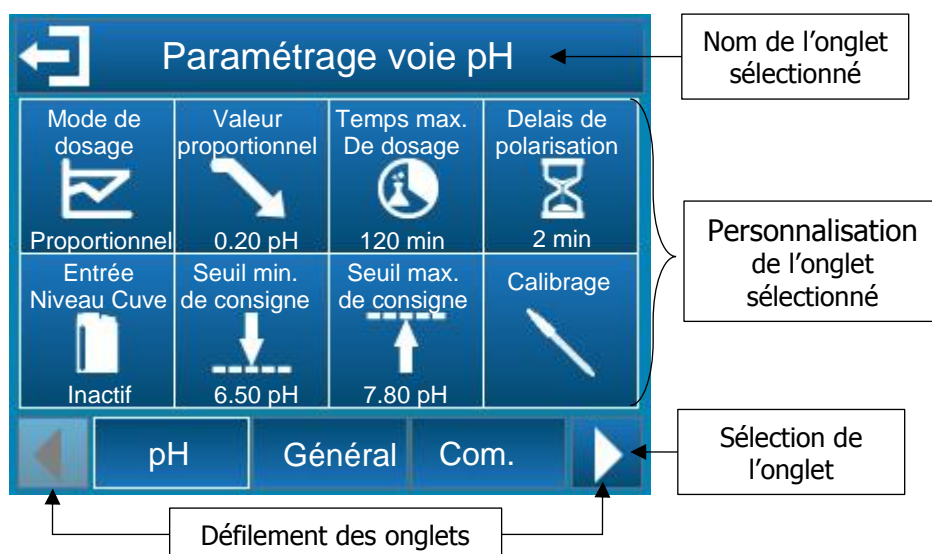 Paramétrage voie pH
Nom de l'onglet
sélectionné
Mode de
dosage
Proportionnel
Valeur
proportionnel
0.20 pH
Temps max.
De dosage
120 min
Delais de
polarisation
2 min
Entrée
Niveau Cuve
Inactif
Seuil min.
de consigne
6.50 pH
Seuil max.
de consigne
7.80 pH
Calibrage
Personnalisation
de l'onglet
sélectionné
pH
Général
Com.
Sélection de
l'onglet
Défilement des onglets